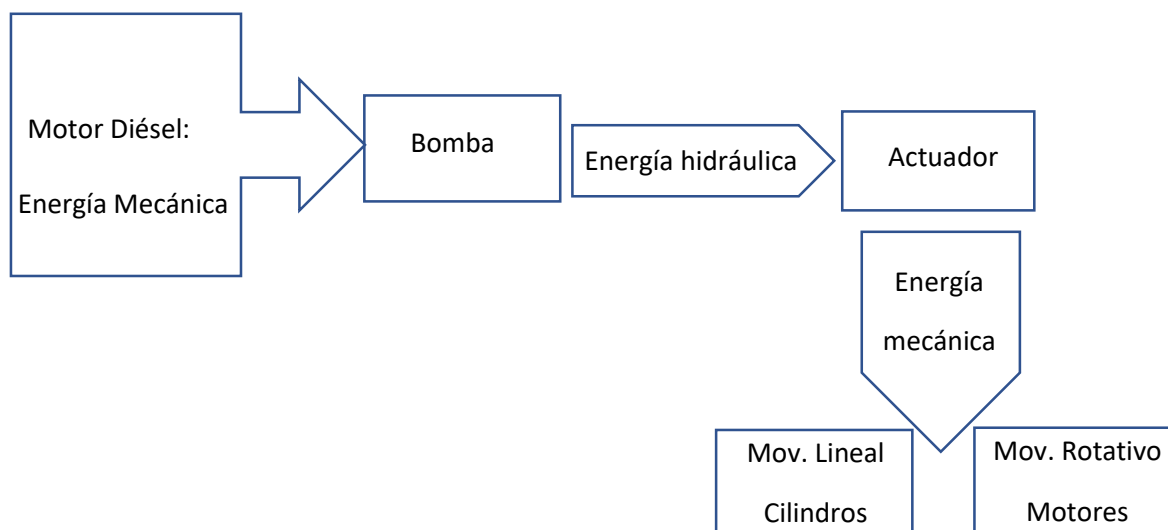 Motor Diésel:
Energía Mecánica
Bomba
Energía hidráulica
Actuador
Energía
mecánica
Mov. Lineal
Cilindros
Mov. Rotativo
Motores